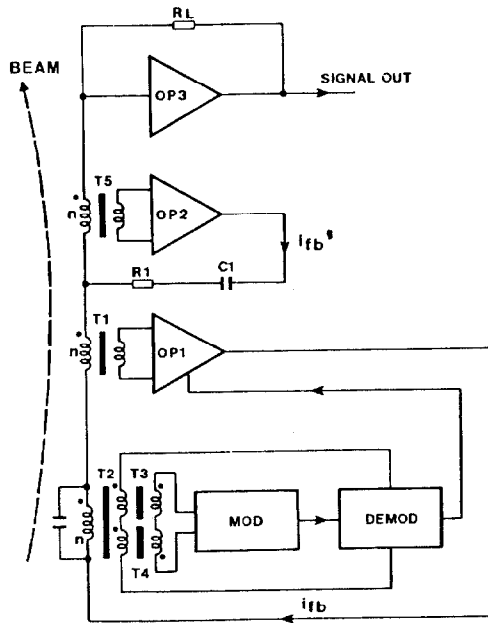 RL
BEAM
OP3
SIGNAL OUT
T5
n
OP2
ifb*
R1
C1
T1
n
OP1
T2
T3
n
MOD
DEMOD
T4
ifb